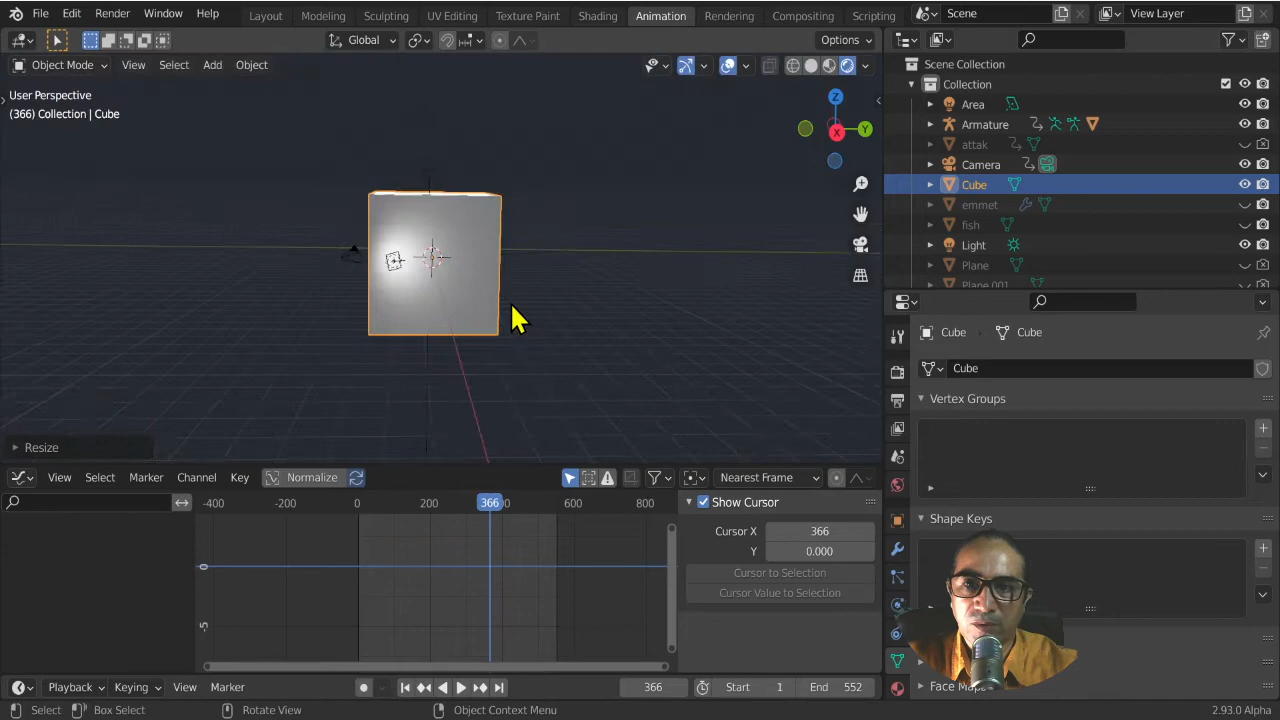 File Edit Render Window Help Layout Modeling Sculpting UV Editing Texture Paint Shading Animation Rendering Compositing Scripting Scene View Layer
Global Options
Object Mode View Select Add Object
User Perspective
(366) Collection | Cube
Z
Y
X
Resize
Scene Collection
Collection
Area
Armature
attak
Camera
Cube
emmet
fish
Light
Plane
Plane.001
Cube Cube
Cube
Vertex Groups
Shape Keys
Face Maps
View Select Marker Channel Key Normalize Nearest Frame
-400 -200 0 200 366 600 800
0
-5
Show Cursor
Cursor X 366
Y 0.000
Cursor to Selection
Cursor Value to Selection
Playback Keying View Marker 366 Start 1 End 552
Select Box Select Rotate View Object Context Menu 2.93.0 Alpha